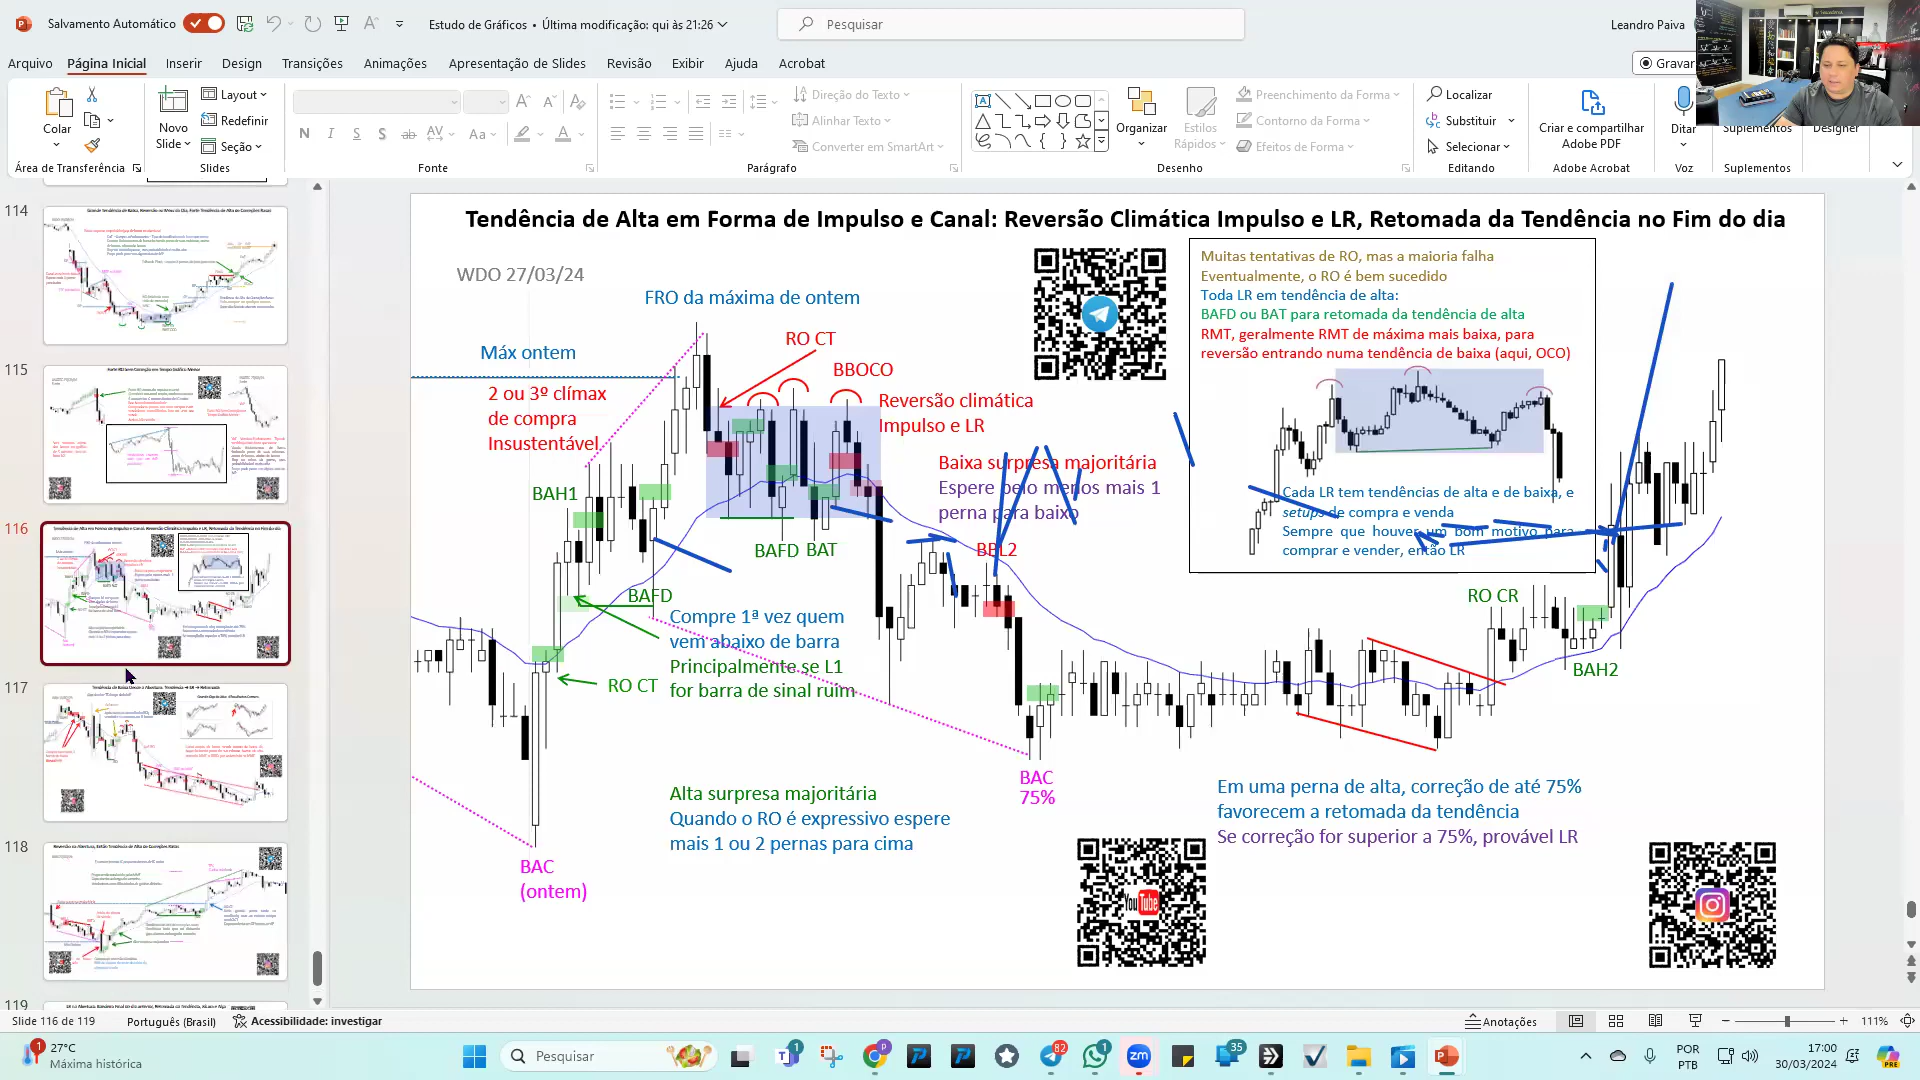 Salvamento Automático
Estudo de Gráficos • Última modificação: qui às 21:26
Pesquisar
Leandro Paiva
Arquivo
Página Inicial
Inserir
Design
Transições
Animações
Apresentação de Slides
Revisão
Exibir
Ajuda
Acrobat
Gravar
Colar
Novo
Slide
Layout
Redefinir
Seção
Direção do Texto
Alinhar Texto
Converter em SmartArt
Organizar
Estilos
Rápidos
Preenchimento da Forma
Contorno da Forma
Efeitos de Forma
Localizar
Substituir
Selecionar
Criar e compartilhar
Adobe PDF
Ditar
Suplementos
Designer
Área de Transferência
Slides
Fonte
Parágrafo
Desenho
Editando
Adobe Acrobat
Voz
Suplementos
114
115
116
117
118
119
Tendência de Alta em Forma de Impulso e Canal: Reversão Climática Impulso e LR, Retomada da Tendência no Fim do dia
WDO 27/03/24
FRO da máxima de ontem
Máx ontem
RO CT
BBOCO
2 ou 3º clímax
de compra
Insustentável
Reversão climática
Impulso e LR
BAH1
Baixa surpresa majoritária
Espere pelo menos mais 1
perna para baixo
BAFD
BAT
BBL2
BAFD
Compre 1ª vez quem
vem abaixo de barra
Principalmente se L1
for barra de sinal ruim
RO CT
Muitas tentativas de RO, mas a maioria falha
Eventualmente, o RO é bem sucedido
Toda LR em tendência de alta:
BAFD ou BAT para retomada da tendência de alta
RMT, geralmente RMT de máxima mais baixa, para
reversão entrando numa tendência de baixa (aqui, OCO)
Cada LR tem tendências de alta e de baixa, e
setups de compra e venda
Sempre que houver um bom motivo para
comprar e vender, então LR
RO CR
BAH2
BAC
75%
Alta surpresa majoritária
Quando o RO é expressivo espere
mais 1 ou 2 pernas para cima
Em uma perna de alta, correção de até 75%
favorecem a retomada da tendência
Se correção for superior a 75%, provável LR
BAC
(ontem)
YouTube
Slide 116 de 119
Português (Brasil)
Acessibilidade: investigar
Anotações
111%
27°C
Máxima histórica
Pesquisar
POR
PTB
17:00
30/03/2024